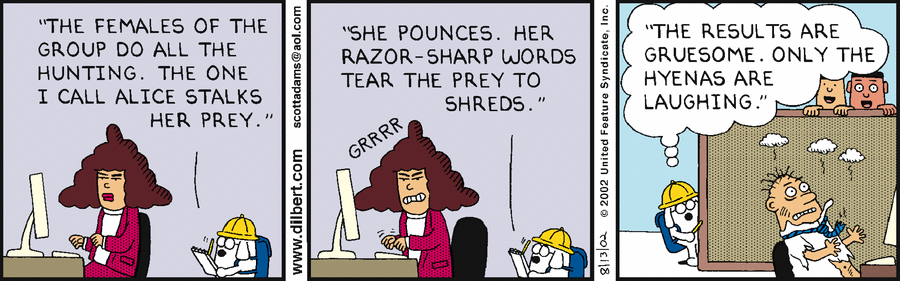 "THE FEMALES OF THE
GROUP DO ALL THE
HUNTING. THE ONE
I CALL ALICE STALKS
HER PREY."
www.dilbert.com scottadams@aol.com
"SHE POUNCES. HER
RAZOR-SHARP WORDS
TEAR THE PREY TO
SHREDS."
GRRRR
8/13/02 © 2002 United Feature Syndicate, Inc.
"THE RESULTS ARE
GRUESOME. ONLY THE
HYENAS ARE
LAUGHING."